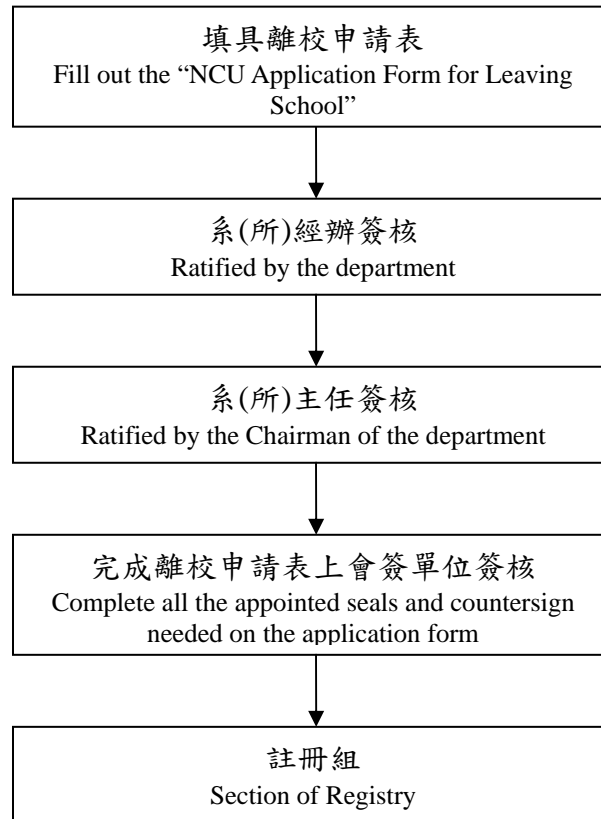 填具離校申請表
Fill out the “NCU Application Form for Leaving
School”
系(所)經辦簽核
Ratified by the department
系(所)主任簽核
Ratified by the Chairman of the department
完成離校申請表上會簽單位簽核
Complete all the appointed seals and countersign
needed on the application form
註冊組
Section of Registry